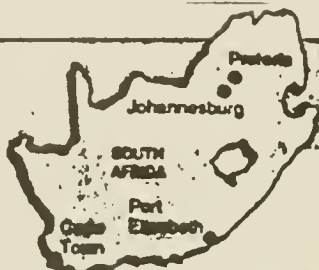 Pretoria
Johannesburg
SOUTH
AFRICA
Port
Elizabeth
Cape
Town